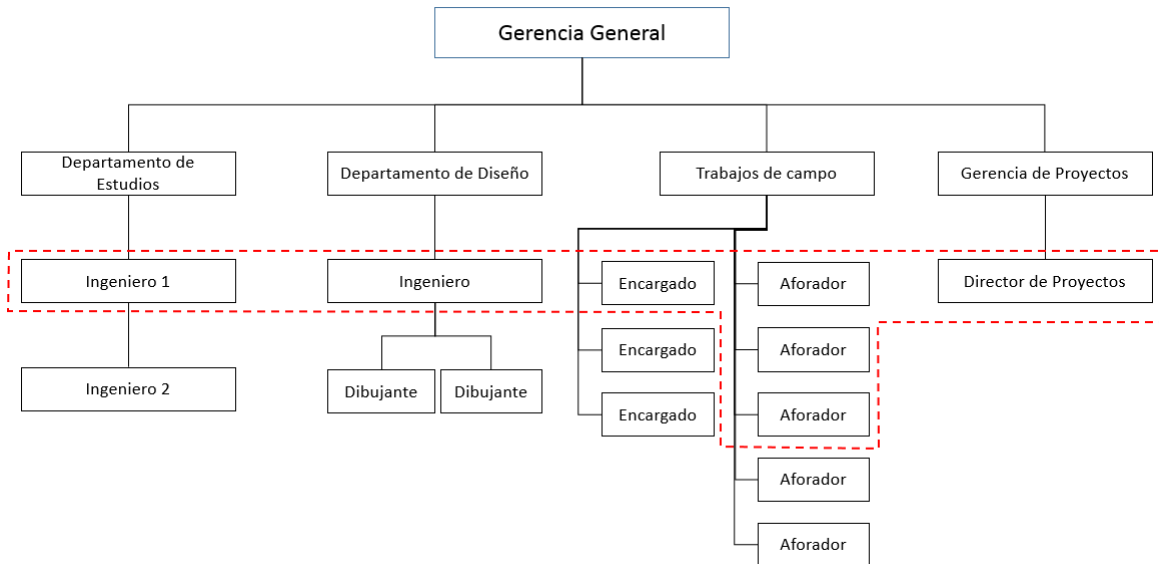 Gerencia General
Departamento de
Estudios
Departamento de Diseño
Trabajos de campo
Gerencia de Proyectos
Ingeniero 1
Ingeniero
Encargado
Aforador
Director de Proyectos
Encargado
Aforador
Ingeniero 2
Dibujante
Dibujante
Encargado
Aforador
Aforador
Aforador